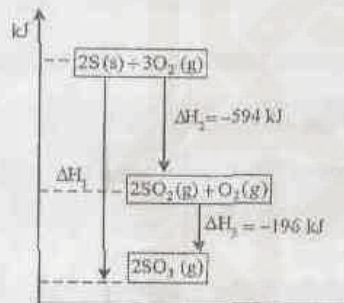 kJ
2S(s)+3O₂(g)
ΔH₂=-594 kJ
ΔH₁
2SO₂(g)+O₂(g)
ΔH₃=-196 kJ
2SO₃(g)